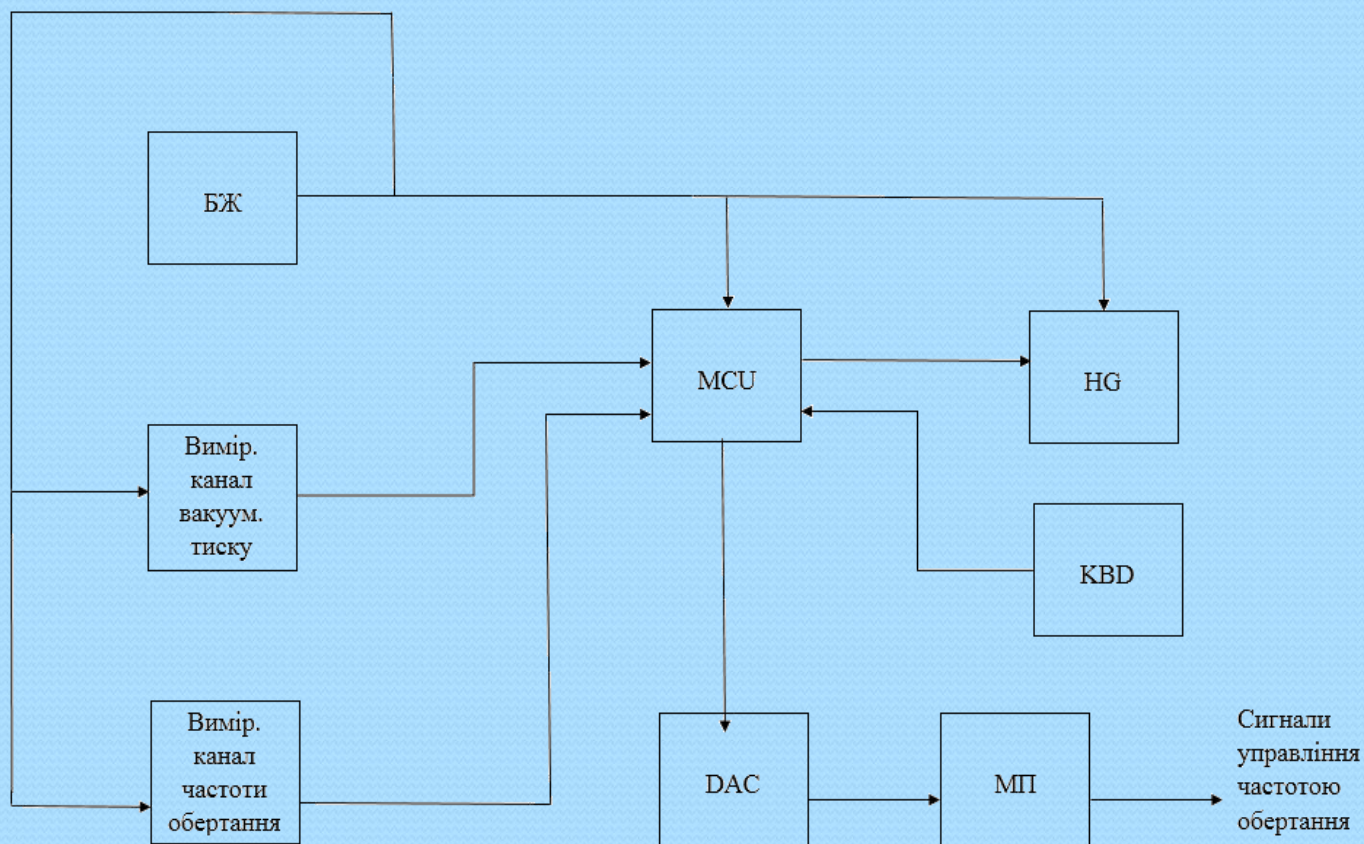 БЖ
MCU
HG
Вимір.
канал
вакуум.
тиску
KBD
Вимір.
канал
частоти
обертання
DAC
МП
Сигнали
управління
частотою
обертання